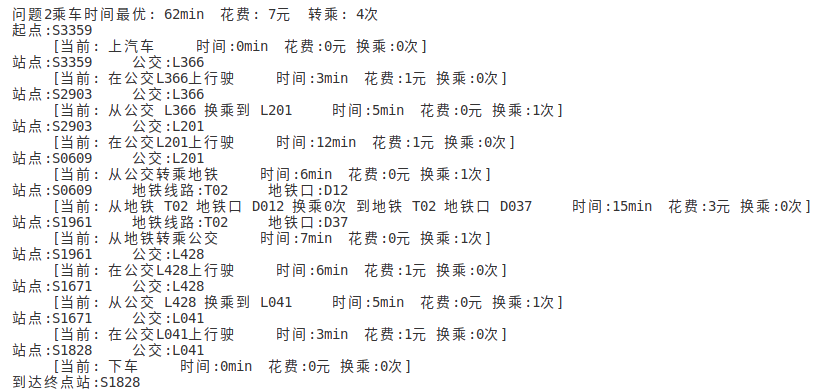 问题2乘车时间最优: 62min 花费: 7元 转乘: 4次
起点:S3359
[当前: 上汽车 时间:0min 花费:0元 换乘:0次]
站点:S3359 公交:L366
[当前: 在公交L366上行驶 时间:3min 花费:1元 换乘:0次]
站点:S2903 公交:L366
[当前: 从公交 L366 换乘到 L201 时间:5min 花费:0元 换乘:1次]
站点:S2903 公交:L201
[当前: 在公交L201上行驶 时间:12min 花费:1元 换乘:0次]
站点:S0609 公交:L201
[当前: 从公交转乘地铁 时间:6min 花费:0元 换乘:1次]
站点:S0609 地铁线路:T02 地铁口:D12
[当前: 从地铁 T02 地铁口 D012 换乘0次 到地铁 T02 地铁口 D037 时间:15min 花费:3元 换乘:0次]
站点:S1961 地铁线路:T02 地铁口:D37
[当前: 从地铁转乘公交 时间:7min 花费:0元 换乘:1次]
站点:S1961 公交:L428
[当前: 在公交L428上行驶 时间:6min 花费:1元 换乘:0次]
站点:S1671 公交:L428
[当前: 从公交 L428 换乘到 L041 时间:5min 花费:0元 换乘:1次]
站点:S1671 公交:L041
[当前: 在公交L041上行驶 时间:3min 花费:1元 换乘:0次]
站点:S1828 公交:L041
[当前: 下车 时间:0min 花费:0元 换乘:0次]
到达终点站:S1828